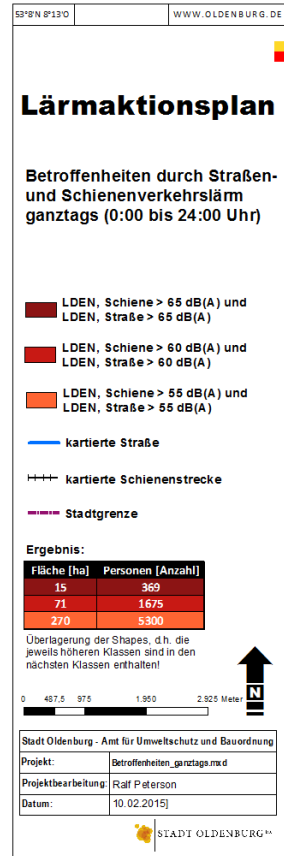 53°8'N 8°13'O WWW.OLDENBURG.DE
Lärmaktionsplan
Betroffenheiten durch Straßen-
und Schienenverkehrslärm
ganztags (0:00 bis 24:00 Uhr)
LDEN, Schiene > 65 dB(A) und
LDEN, Straße > 65 dB(A)
LDEN, Schiene > 60 dB(A) und
LDEN, Straße > 60 dB(A)
LDEN, Schiene > 55 dB(A) und
LDEN, Straße > 55 dB(A)
kartierte Straße
kartierte Schienenstrecke
Stadtgrenze
Ergebnis:
Fläche [ha] Personen [Anzahl]
15 369
71 1675
270 5300
Überlagerung der Shapes, d.h. die
jeweils höheren Klassen sind in den
nächsten Klassen enthalten!
N
0 487,5 975 1.950 2.925 Meter
Stadt Oldenburg - Amt für Umweltschutz und Bauordnung
Projekt: Betroffenheiten_ganztags.mxd
Projektbearbeitung: Ralf Peterson
Datum: 10.02.2015]
STADT OLDENBURG